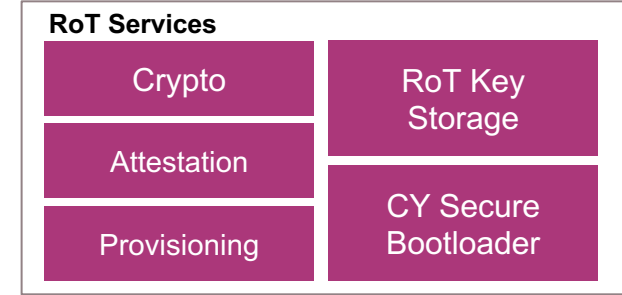 RoT Services
Crypto
Attestation
Provisioning
RoT Key
Storage
CY Secure
Bootloader